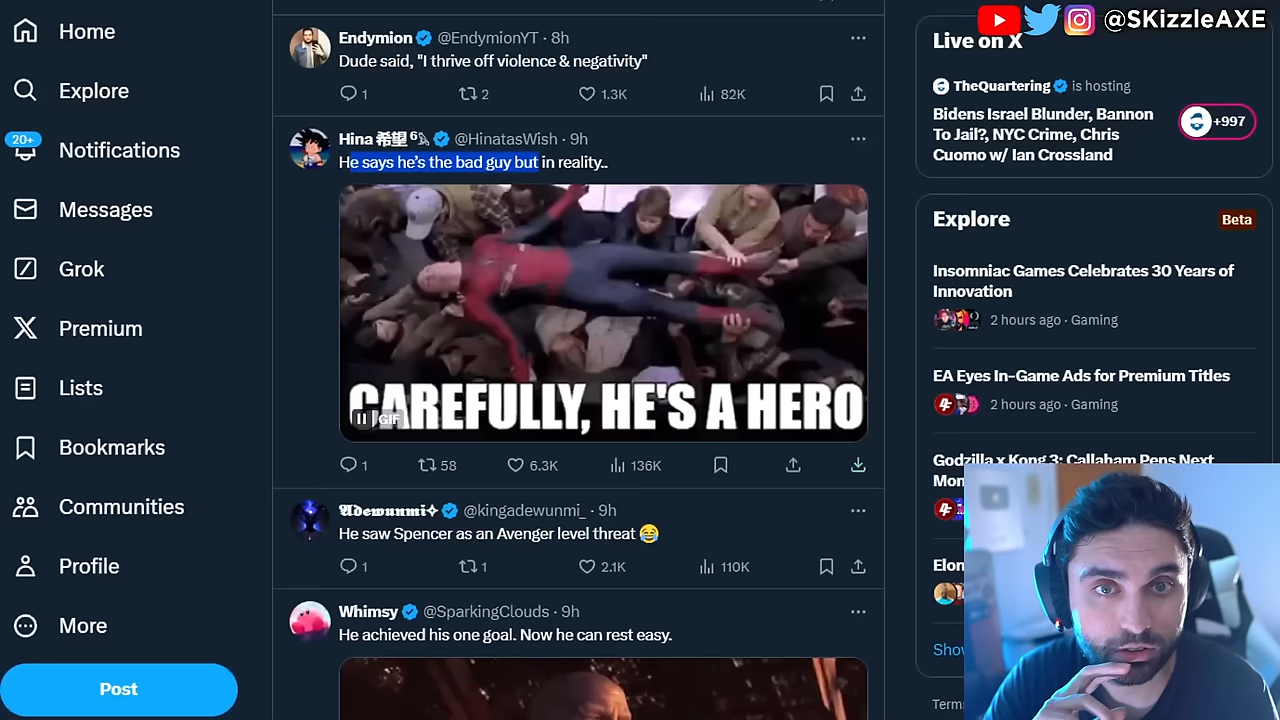 @SKizzleAXE
Home
Explore
20+
Notifications
Messages
Grok
Premium
Lists
Bookmarks
Communities
Profile
More
Post
Endymion @EndymionYT · 8h
Dude said, "I thrive off violence & negativity"
1 2 1.3K 82K
Hina 希望 @HinatasWish · 9h
He says he's the bad guy but in reality..
CAREFULLY, HE'S A HERO
GIF
1 58 6.3K 136K
Adewunmi @kingadewunmi_ · 9h
He saw Spencer as an Avenger level threat 😂
1 1 2.1K 110K
Whimsy @SparkingClouds · 9h
He achieved his one goal. Now he can rest easy.
Live on X
TheQuartering is hosting
Bidens Israel Blunder, Bannon
To Jail?, NYC Crime, Chris
Cuomo w/ Ian Crossland
+997
Explore
Beta
Insomniac Games Celebrates 30 Years of
Innovation
2 hours ago · Gaming
EA Eyes In-Game Ads for Premium Titles
2 hours ago · Gaming
Godzilla x Kong 3: Callaham Pens Next